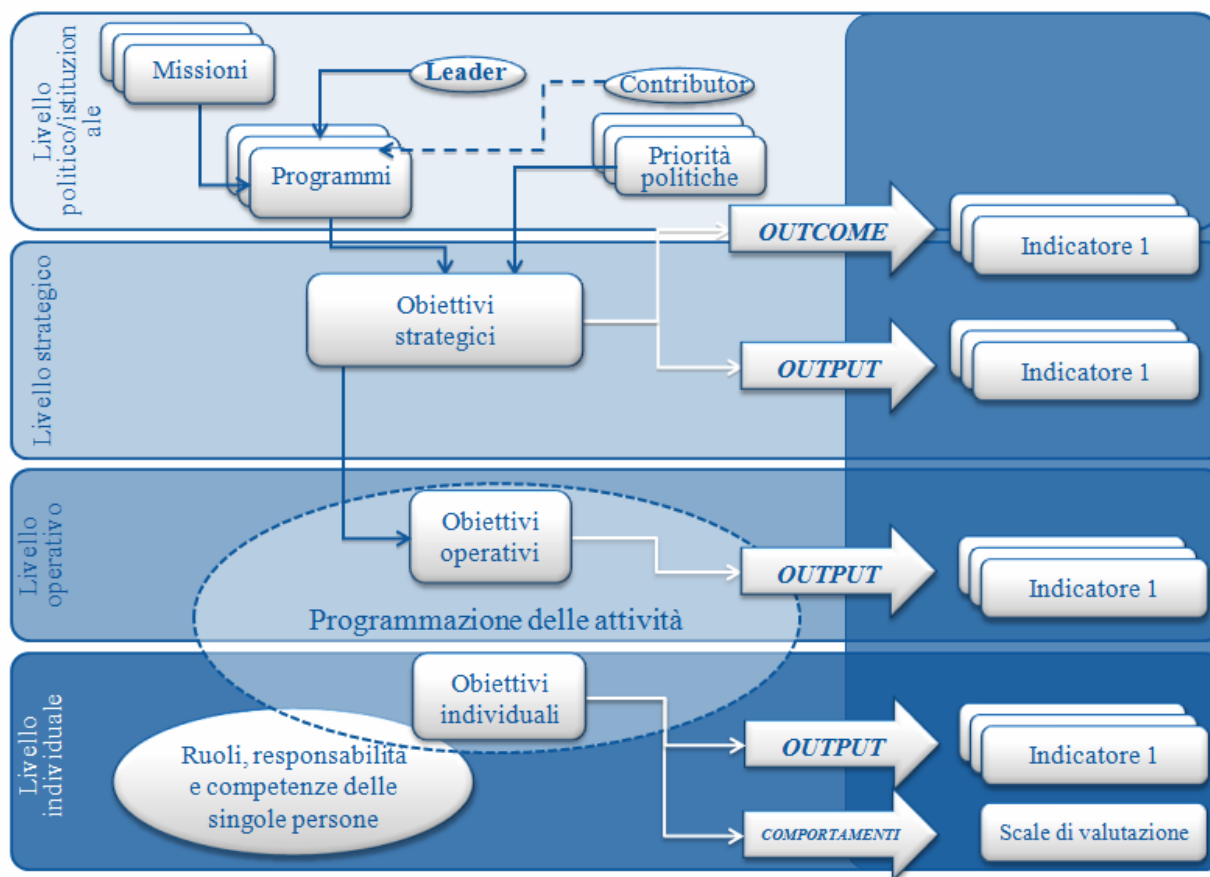 Livello
politico/istituzion
ale
Missioni
Leader
Contributor
Programmi
Priorità
politiche
OUTCOME
Indicatore 1
Livello strategico
Obiettivi
strategici
OUTPUT
Indicatore 1
Livello
operativo
Obiettivi
operativi
OUTPUT
Indicatore 1
Programmazione delle attività
Livello
individuale
Obiettivi
individuali
Ruoli, responsabilità
e competenze delle
singole persone
OUTPUT
Indicatore 1
COMPORTAMENTI
Scale di valutazione